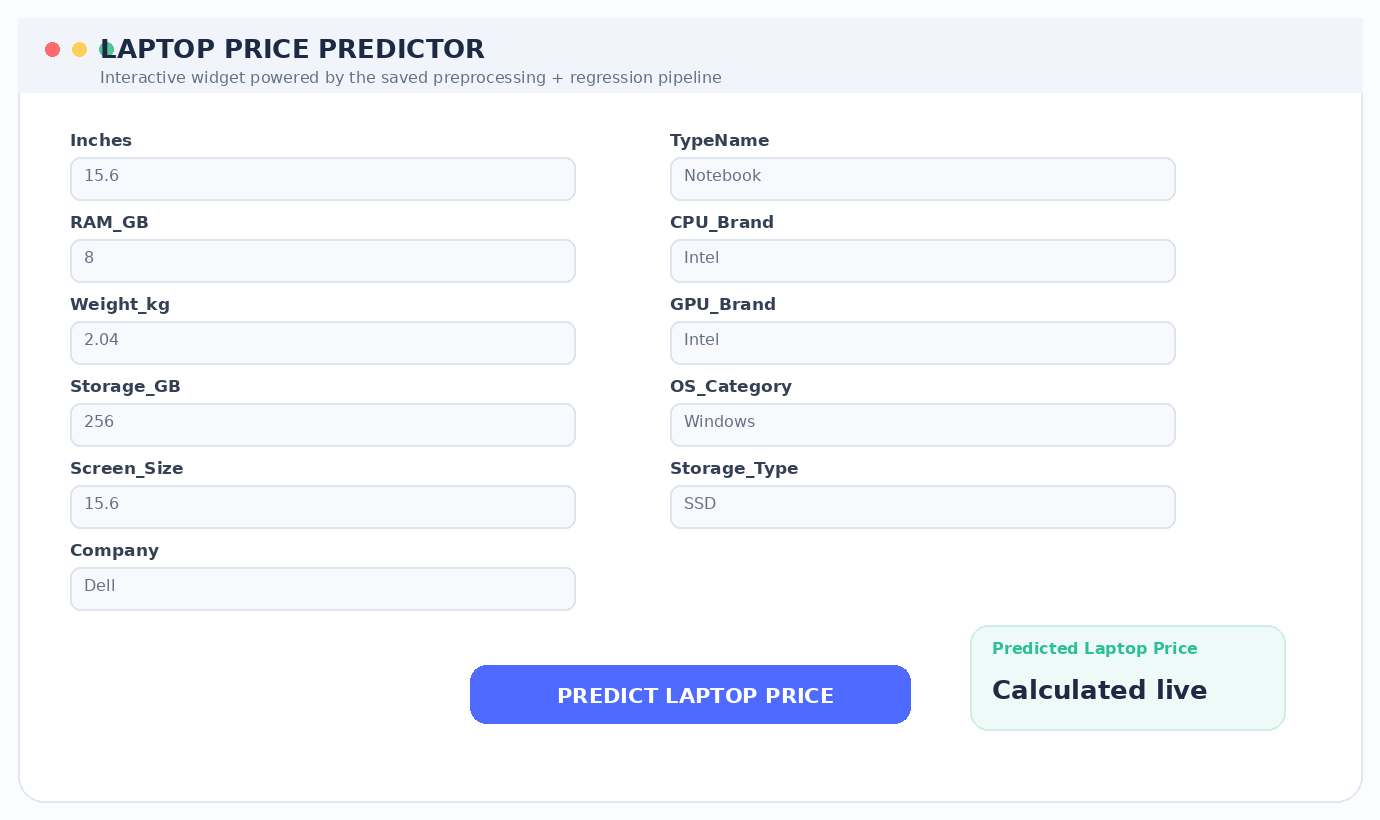 LAPTOP PRICE PREDICTOR
Interactive widget powered by the saved preprocessing + regression pipeline
Inches
15.6
RAM_GB
8
Weight_kg
2.04
Storage_GB
256
Screen_Size
15.6
Company
Dell
TypeName
Notebook
CPU_Brand
Intel
GPU_Brand
Intel
OS_Category
Windows
Storage_Type
SSD
PREDICT LAPTOP PRICE
Predicted Laptop Price
Calculated live